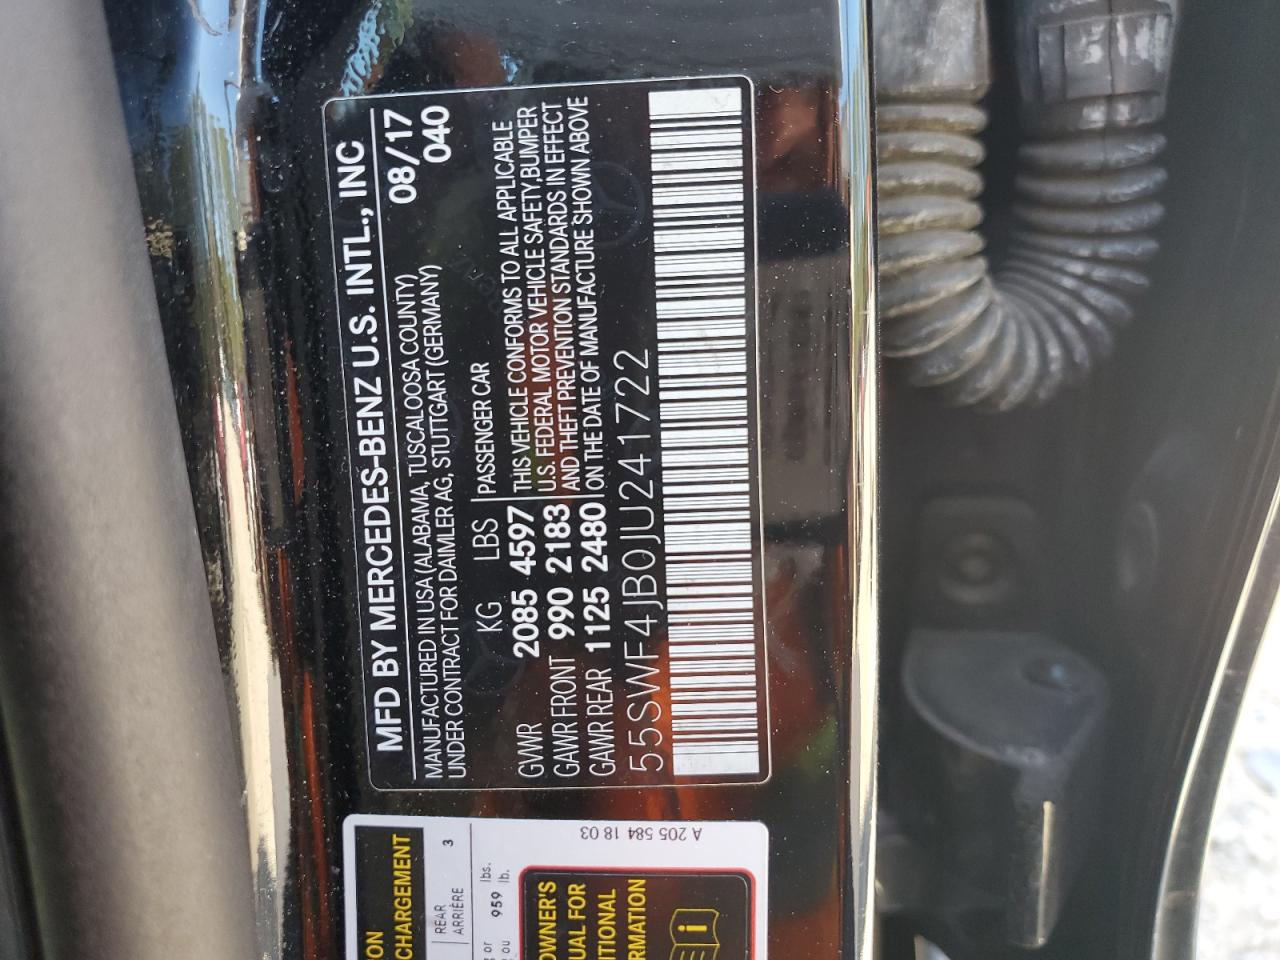 MFD BY MERCEDES-BENZ U.S. INTL., INC
MANUFACTURED IN USA (ALABAMA, TUSCALOOSA COUNTY) 08/17
UNDER CONTRACT FOR DAIMLER AG, STUTTGART (GERMANY) 040
KG LBS PASSENGER CAR
GVWR 2085 4597 THIS VEHICLE CONFORMS TO ALL APPLICABLE
GAWR FRONT 990 2183 U.S. FEDERAL MOTOR VEHICLE SAFETY, BUMPER
AND THEFT PREVENTION STANDARDS IN EFFECT
GAWR REAR 1125 2480 ON THE DATE OF MANUFACTURE SHOWN ABOVE
55SWF4JB0JU241722
ON
CHARGEMENT
REAR
ARRIÈRE 3
or 959 lbs.
ou lb.
A 205 584 18 03
OWNER'S
UAL FOR
ITIONAL
RMATION